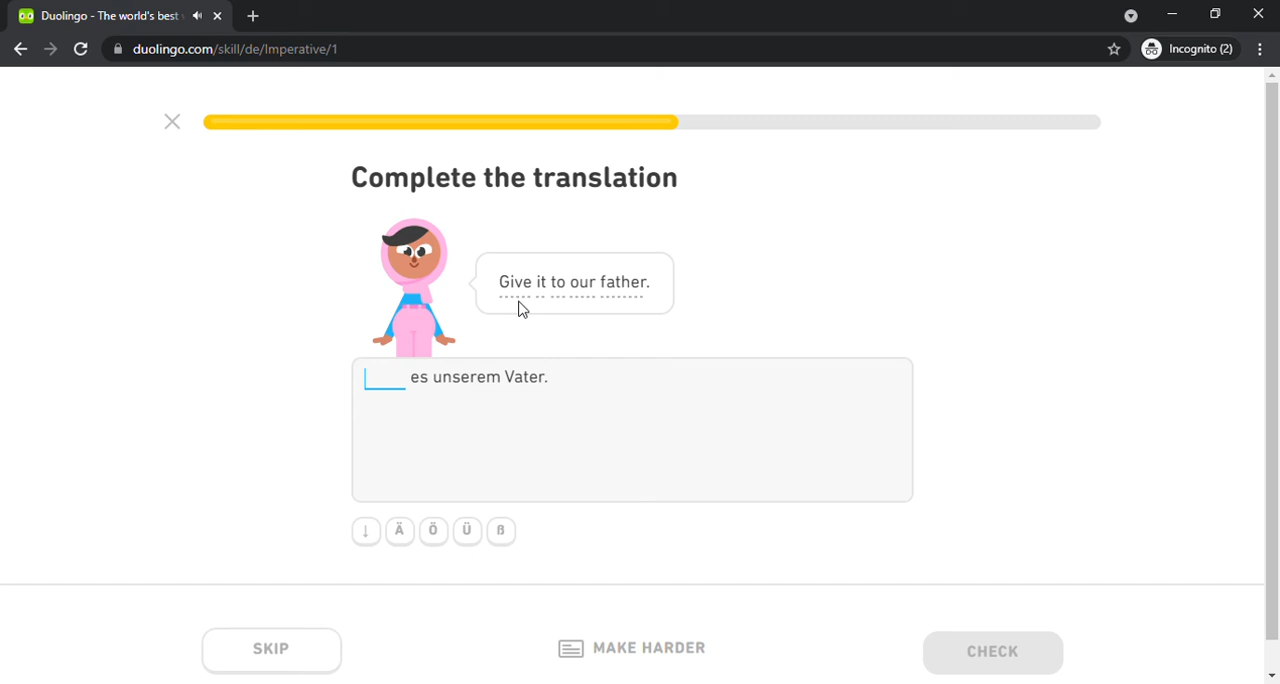 Duolingo - The world's best
duolingo.com/skill/de/Imperative/1
Incognito (2)
Complete the translation
Give it to our father.
____ es unserem Vater.
↓ Ä Ö Ü ß
SKIP
MAKE HARDER
CHECK